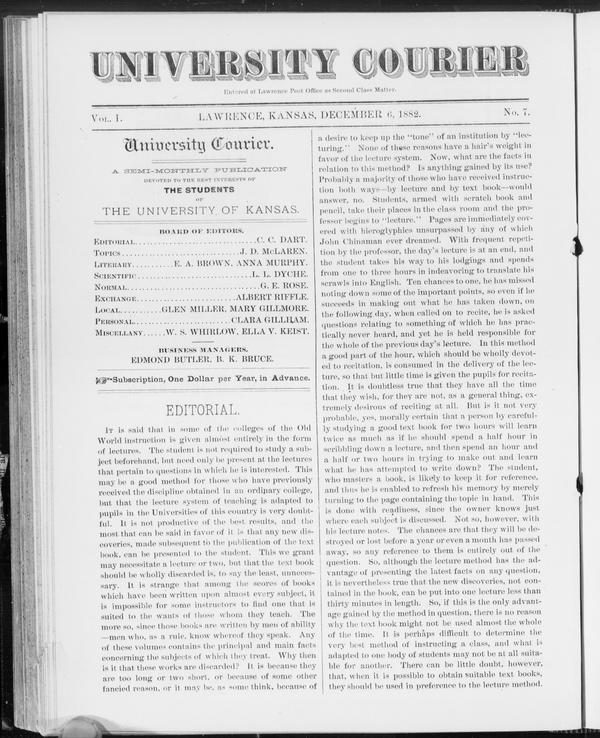 UNIVERSITY COURIER
Entered at Lawrence Post Office as Second Class Matter.
VOL. I. LAWRENCE, KANSAS, DECEMBER 6, 1882. No. 7.
University Courier.
A SEMI-MONTHLY PUBLICATION
DEVOTED TO THE BEST INTERESTS OF
THE STUDENTS
OF
THE UNIVERSITY OF KANSAS.
BOARD OF EDITORS.
EDITORIAL............C. C. DART.
TOPICS............J. D. McLAREN.
LITERARY............E. A. BROWN, ANNA MURPHY.
SCIENTIFIC............L. L. DYCHE.
NORMAL............G. E. ROSE.
EXCHANGE............ALBERT RIFFLE.
LOCAL............GLEN MILLER, MARY GILLMORE.
PERSONAL............CLARA GILLHAM.
MISCELLANY......W. S. WHIRLOW, ELLA V. KEIST.
BUSINESS MANAGERS.
EDMOND BUTLER, B. K. BRUCE.
☞Subscription, One Dollar per Year, in Advance.
EDITORIAL.
IT is said that in some of the colleges of the Old
World instruction is given almost entirely in the form
of lectures. The student is not required to study a sub-
ject beforehand, but need only be present at the lectures
that pertain to questions in which he is interested. This
may be a good method for those who have previously
received the discipline obtained in an ordinary college,
but that the lecture system of teaching is adapted to
pupils in the Universities of this country is very doubt-
ful. It is not productive of the best results, and the
most that can be said in favor of it is that any new dis-
coveries, made subsequent to the publication of the text
book, can be presented to the student. This we grant
may necessitate a lecture or two, but that the text book
should be wholly discarded is, to say the least, unneces-
sary. It is strange that among the scores of books
which have been written upon almost every subject, it
is impossible for some instructors to find one that is
suited to the wants of those whom they teach. The
more so, since those books are written by men of ability
—men who, as a rule, know whereof they speak. Any
of these volumes contains the principal and main facts
concerning the subjects of which they treat. Why then
is it that these works are discarded? It is because they
are too long or two short, or because of some other
fancied reason, or it may be, as some think, because of
a desire to keep up the "tone" of an institution by "lec-
turing." None of these reasons have a hair's weight in
favor of the lecture system. Now, what are the facts in
relation to this method? Is anything gained by its use?
Probably a majority of those who have received instruc-
tion both ways—by lecture and by text book—would
answer, no. Students, armed with scratch book and
pencil, take their places in the class room and the pro-
fessor begins to "lecture." Pages are immediately cov-
ered with hieroglyphics unsurpassed by any of which
John Chinaman ever dreamed. With frequent repeti-
tion by the professor, the day's lecture is at an end, and
the student takes his way to his lodgings and spends
from one to three hours in indeavoring to translate his
scrawls into English. Ten chances to one, he has missed
noting down some of the important points, so even if he
succeeds in making out what he has taken down, on
the following day, when called on to recite, he is asked
questions relating to something of which he has prac-
tically never heard, and yet he is held responsible for
the whole of the previous day's lecture. In this method
a good part of the hour, which should be wholly devot-
ed to recitation, is consumed in the delivery of the lec-
ture, so that but little time is given the pupils for recita-
tion. It is doubtless true that they have all the time
that they wish, for they are not, as a general thing, ex-
tremely desirous of reciting at all. But is it not very
probable, yes, morally certain that a person by careful-
ly studying a good text book for two hours will learn
twice as much as if he should spend a half hour in
scribbling down a lecture, and then spend an hour and
a half or two hours in trying to make out and learn
what he has attempted to write down? The student,
who masters a book, is likely to keep it for reference,
and thus he is enabled to refresh his memory by merely
turning to the page containing the topic in hand. This
is done with readiness, since the owner knows just
where each subject is discussed. Not so, however, with
his lecture notes. The chances are that they will be de-
stroyed or lost before a year or even a month has passed
away, so any reference to them is entirely out of the
question. So, although the lecture method has the ad-
vantage of presenting the latest facts on any question,
it is nevertheless true that the new discoveries, not con-
tained in the book, can be put into one lecture less than
thirty minutes in length. So, if this is the only advant-
age gained by the method in question, there is no reason
why the text book might not be used almost the whole
of the time. It is perhaps difficult to determine the
very best method of instructing a class, and what is
adapted to one body of students may not be at all suita-
ble for another. There can be little doubt, however,
that, when it is possible to obtain suitable text books,
they should be used in preference to the lecture method.